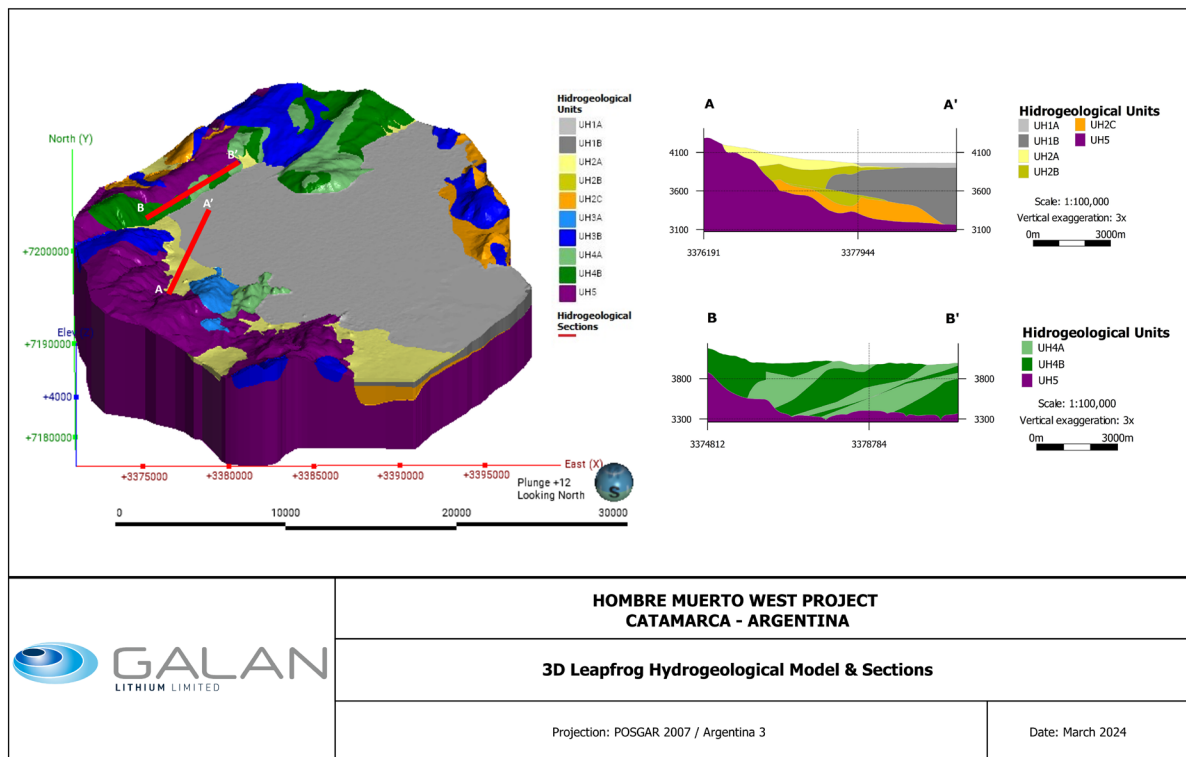 North (Y)
+7200000
Elev
+7190000
+4000
+7180000
+3375000
+3380000
+3385000
+3390000
+3395000
East (X)
Plunge +12
Looking North
S
0
10000
20000
30000
B
B'
A
A'
Hidrogeological
Units
UH1A
UH1B
UH2A
UH2B
UH2C
UH3A
UH3B
UH4A
UH4B
UH5
Hidrogeological
Sections
A
A'
4100
3600
3100
4100
3600
3100
3376191
3377944
Hidrogeological Units
UH1A
UH1B
UH2A
UH2B
UH2C
UH5
Scale: 1:100,000
Vertical exaggeration: 3x
0m
3000m
B
B'
3800
3300
3800
3300
3374812
3378784
Hidrogeological Units
UH4A
UH4B
UH5
Scale: 1:100,000
Vertical exaggeration: 3x
0m
3000m
GALAN
LITHIUM LIMITED
HOMBRE MUERTO WEST PROJECT
CATAMARCA - ARGENTINA
3D Leapfrog Hydrogeological Model & Sections
Projection: POSGAR 2007 / Argentina 3
Date: March 2024